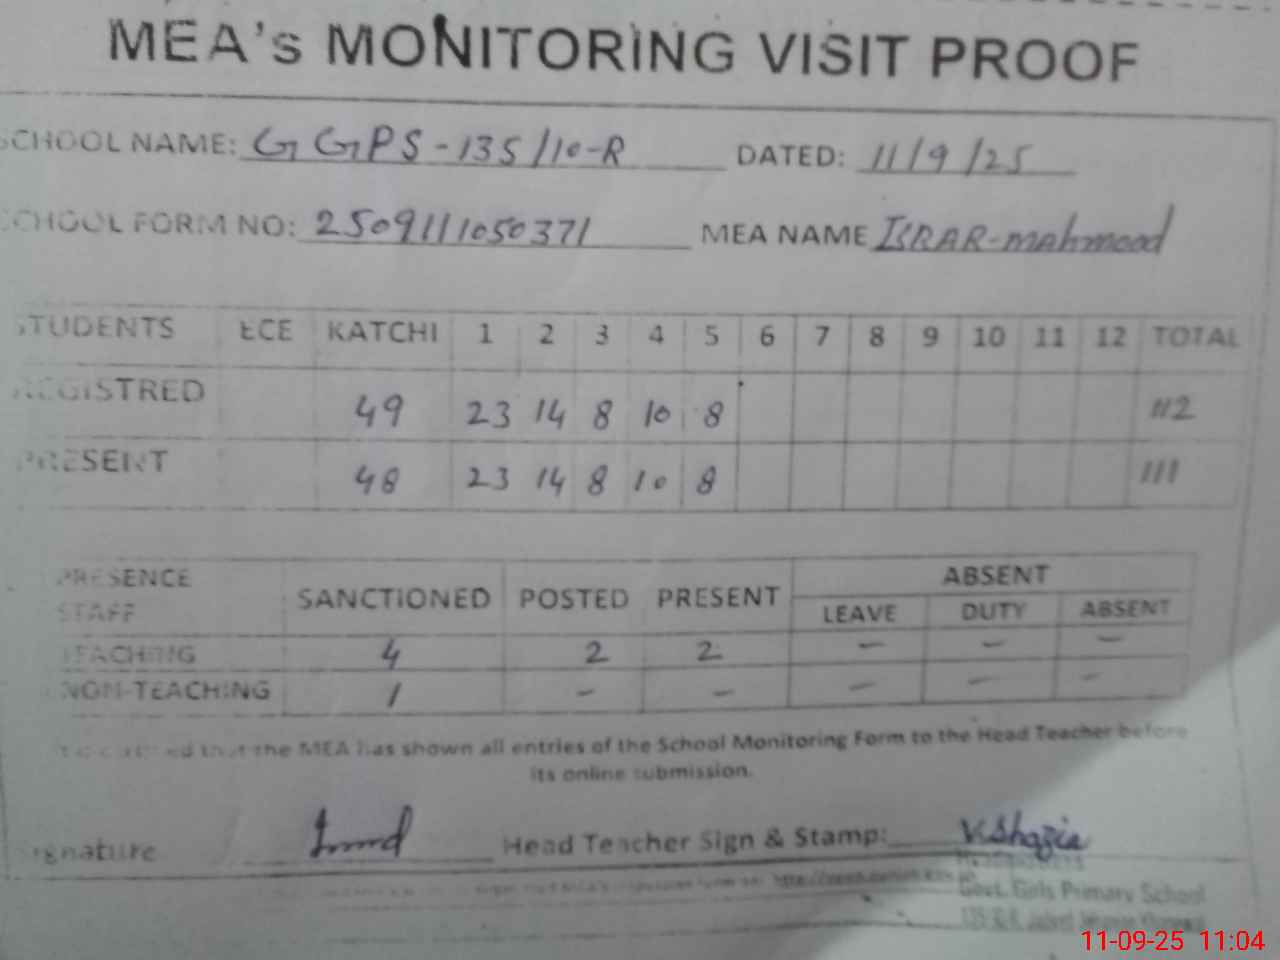 MEA's MONITORING VISIT PROOF
SCHOOL NAME: GGPS-135/10-R DATED: 11/9/25
SCHOOL FORM NO: 2509111050371 MEA NAME ISRAR-mahmood
STUDENTS ECE KATCHI 1 2 3 4 5 6 7 8 9 10 11 12 TOTAL
REGISTRED 49 23 14 8 10 8 112
PRESENT 48 23 14 8 10 8 111
PRESENCE STAFF SANCTIONED POSTED PRESENT ABSENT
LEAVE DUTY ABSENT
TEACHING 4 2 2 - - -
NON-TEACHING 1 - - - - -
that the MEA has shown all entries of the School Monitoring Form to the Head Teacher before
its online submission.
Signature Head Teacher Sign & Stamp: V.Shazia
Govt. Girls Primary School
11-09-25 11:04